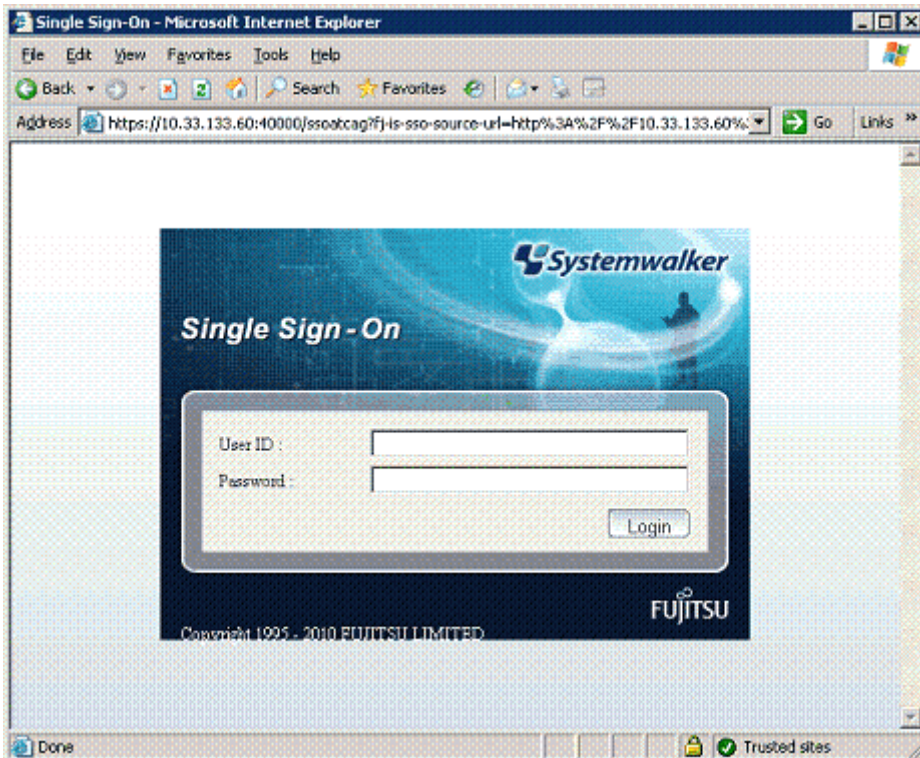 Single Sign-On - Microsoft Internet Explorer
File Edit View Favorites Tools Help
Back Search Favorites
Address https://10.33.133.60:40000/ssoatcag?fj-is-sso-source-url=http%3A%2F%2F10.33.133.60%: Go Links »
Systemwalker
Single Sign-On
User ID :
Password :
Login
FUJITSU
Copyright 1995 - 2010 FUJITSU LIMITED
Done Trusted sites